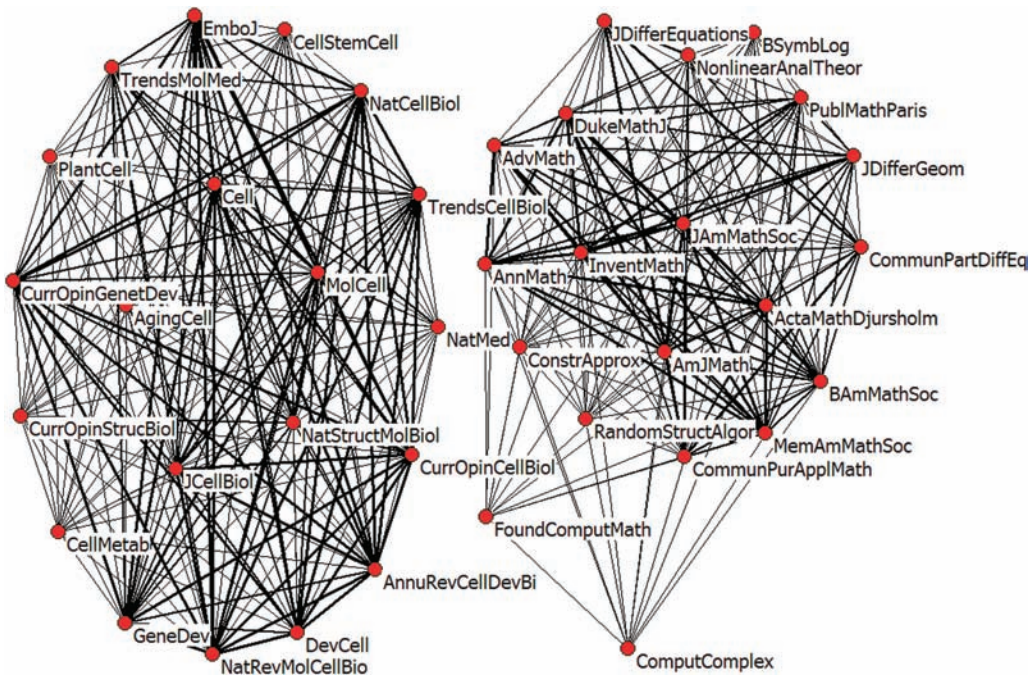 EmboJ
CellStemCell
TrendsMolMed
NatCellBiol
PlantCell
Cell
TrendsCellBiol
CurrOpinGenetDev
MolCell
AgingCell
NatMed
CurrOpinStrucBiol
NatStructMolBiol
CurrOpinCellBiol
JCellBiol
CellMetab
AnnuRevCellDevBi
GeneDev
DevCell
NatRevMolCellBio
JDifferEquations
BSymbLog
NonlinearAnalTheor
PublMathParis
DukeMathJ
AdvMath
JDifferGeom
JAmMathSoc
CommunPartDiffEq
InventMath
AnnMath
ActaMathDjursholm
ConstrApprox
AmJMath
BAmMathSoc
RandomStructAlgor
MemAmMathSoc
CommunPurApplMath
FoundComputMath
ComputComplex